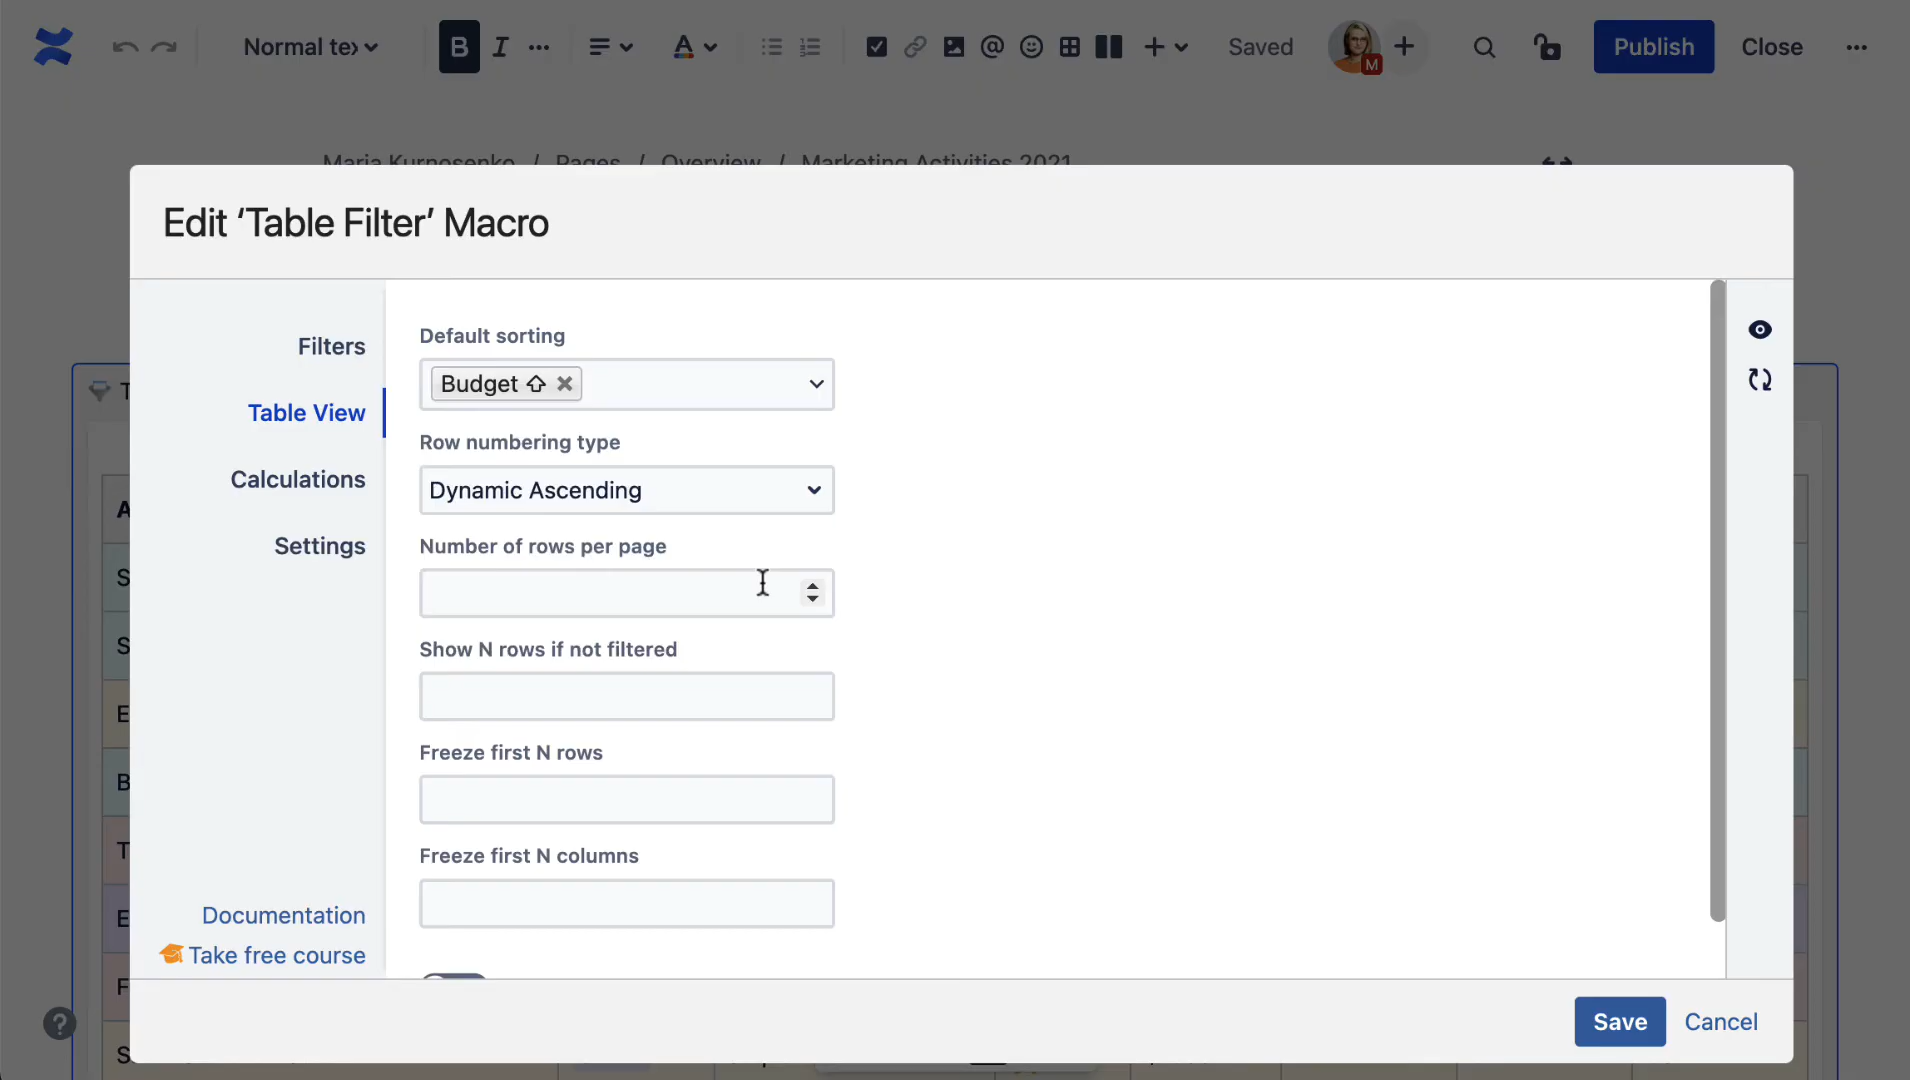 Normal tex
B I
A
Saved
M
Publish
Close
Maria Kurnosenko / Pages / Overview / Marketing Activities 2021
Edit ‘Table Filter’ Macro
Filters
Table View
Calculations
Settings
Documentation
Take free course
Default sorting
Budget
Row numbering type
Dynamic Ascending
Number of rows per page
Show N rows if not filtered
Freeze first N rows
Freeze first N columns
T
A
S
S
E
B
T
E
F
S
?
Save
Cancel